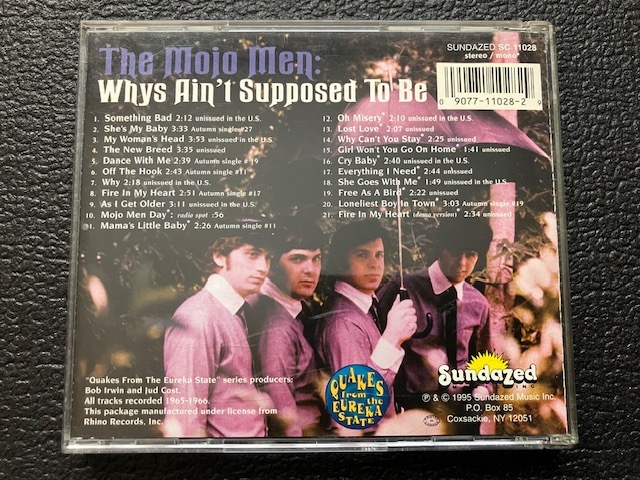 The Mojo Men:
Whys Ain't Supposed To Be
SUNDAZED SC 11028
stereo / mono*
0 9077-11028-2 9
1. Something Bad 2:12 unissued in the U.S.
2. She's My Baby 3:33 Autumn single #27
3. My Woman's Head 3:53 unissued in the U.S.
4. The New Breed 3:35 unissued
5. Dance With Me 2:39 Autumn single #19
6. Off The Hook 2:43 Autumn single #11
7. Why 2:18 unissued in the U.S.
8. Fire In My Heart 2:51 Autumn single #17
9. As I Get Older 3:11 unissued in the U.S.
10. Mojo Men Day*: radio spot :56
11. Mama's Little Baby* 2:26 Autumn single #11
12. Oh Misery* 2:10 unissued in the U.S.
13. Lost Love* 2:07 unissued
14. Why Can't You Stay* 2:25 unissued
15. Girl Won't You Go On Home* 1:41 unissued
16. Cry Baby* 2:40 unissued in the U.S.
17. Everything I Need* 2:44 unissued
18. She Goes With Me* 1:49 unissued in the U.S.
19. Free As A Bird* 2:22 unissued
20. Loneliest Boy In Town* 3:03 Autumn single #19
21. Fire In My Heart (demo version)* 2:34 unissued
"Quakes From The Eureka State" series producers:
Bob Irwin and Jud Cost.
All tracks recorded 1965-1966.
This package manufactured under license from
Rhino Records, Inc.
QUAKES
from the
EUREKA
STATE
Sundazed
℗ & © 1995 Sundazed Music Inc.
P.O. Box 85
Coxsackie, NY 12051